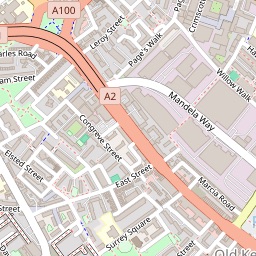 A100
Leroy Street
Page's Walk
Willow Walk
arles Road
am Street
A2
Mandela Way
Congreve Street
Elsted Street
East Street
Marcia Road
Surrey Square
Old Ke